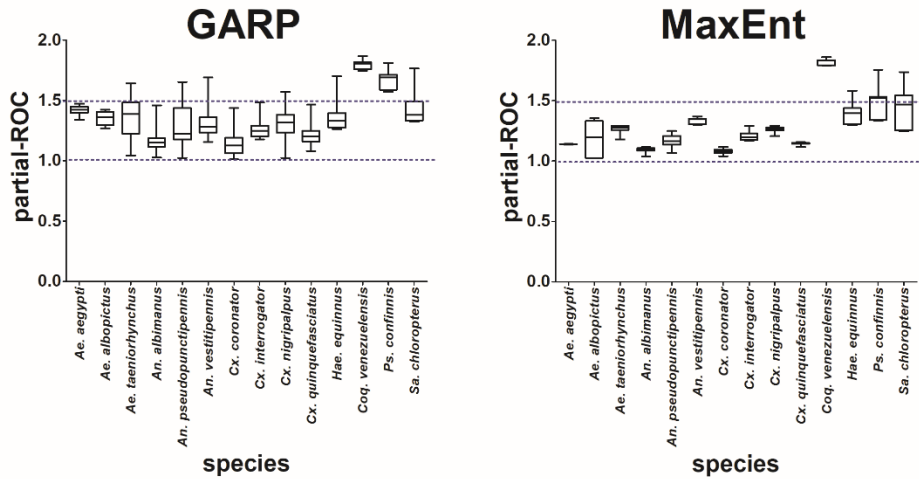 GARP
partial-ROC
2.0
1.5
1.0
0.5
0.0
Ae. aegypti
Ae. albopictus
Ae. taeniorhynchus
An. albimanus
An. pseudopunctipennis
An. vestitipennis
Cx. coronator
Cx. interrogator
Cx. nigripalpus
Cx. quinquefasciatus
Hae. equinnus
Coq. venezuelensis
Ps. confinnis
Sa. chloropterus
species
MaxEnt
partial-ROC
2.0
1.5
1.0
0.5
0.0
Ae. aegypti
Ae. albopictus
Ae. taeniorhynchus
An. albimanus
An. pseudopunctipennis
An. vestitipennis
Cx. coronator
Cx. interrogator
Cx. nigripalpus
Cx. quinquefasciatus
Coq. venezuelensis
Hae. equinnus
Ps. confinnis
Sa. chloropterus
species